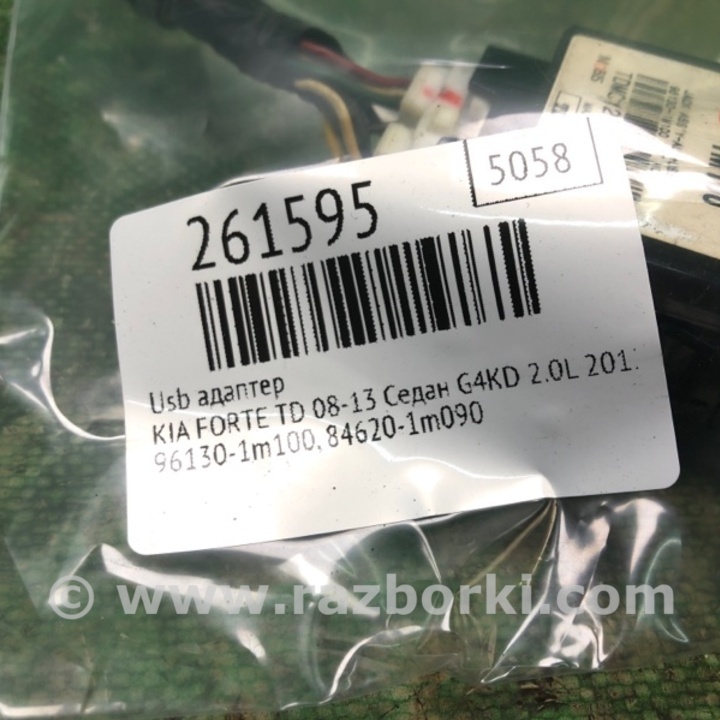 5058
261595
Usb адаптер
KIA FORTE TD 08-13 Седан G4KD 2.0L 201
96130-1m100, 84620-1m090
© www.razborki.com